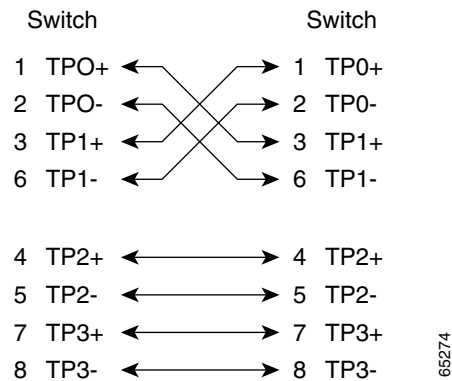 Switch Switch
1 TPO+ 1 TP0+
2 TPO- 2 TP0-
3 TP1+ 3 TP1+
6 TP1- 6 TP1-
4 TP2+ 4 TP2+
5 TP2- 5 TP2-
7 TP3+ 7 TP3+
8 TP3- 8 TP3-
65274